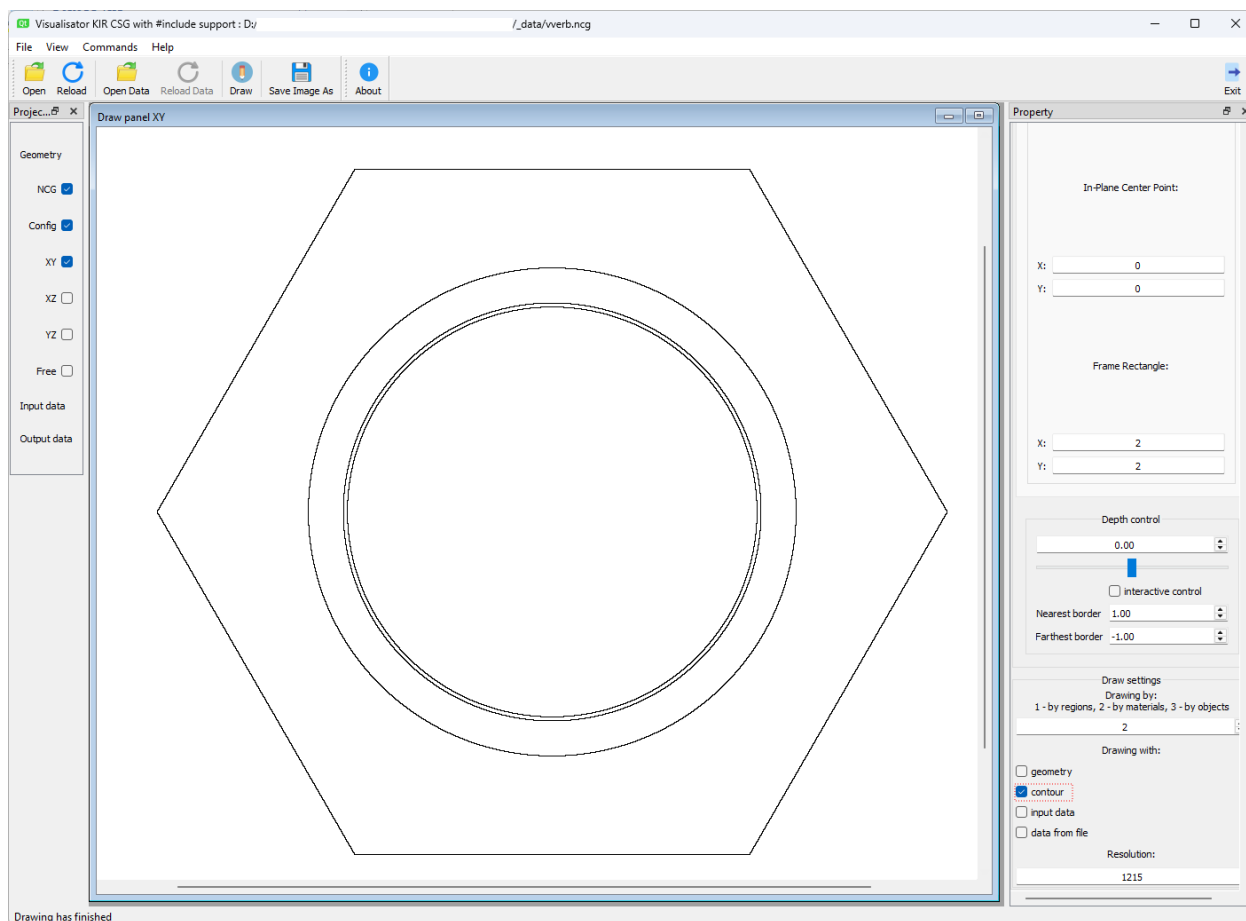 Visualisator KIR CSG with #include support : D:/ /_data/vverb.ncg
File View Commands Help
Open Reload Open Data Reload Data Draw Save Image As About Exit
Projec...
Draw panel XY
Property
Geometry
NCG
Config
XY
XZ
YZ
Free
Input data
Output data
In-Plane Center Point:
X: 0
Y: 0
Frame Rectangle:
X: 2
Y: 2
Depth control
0.00
interactive control
Nearest border 1.00
Farthest border -1.00
Draw settings
Drawing by:
1 - by regions, 2 - by materials, 3 - by objects
2
Drawing with:
geometry
contour
input data
data from file
Resolution:
1215
Drawing has finished